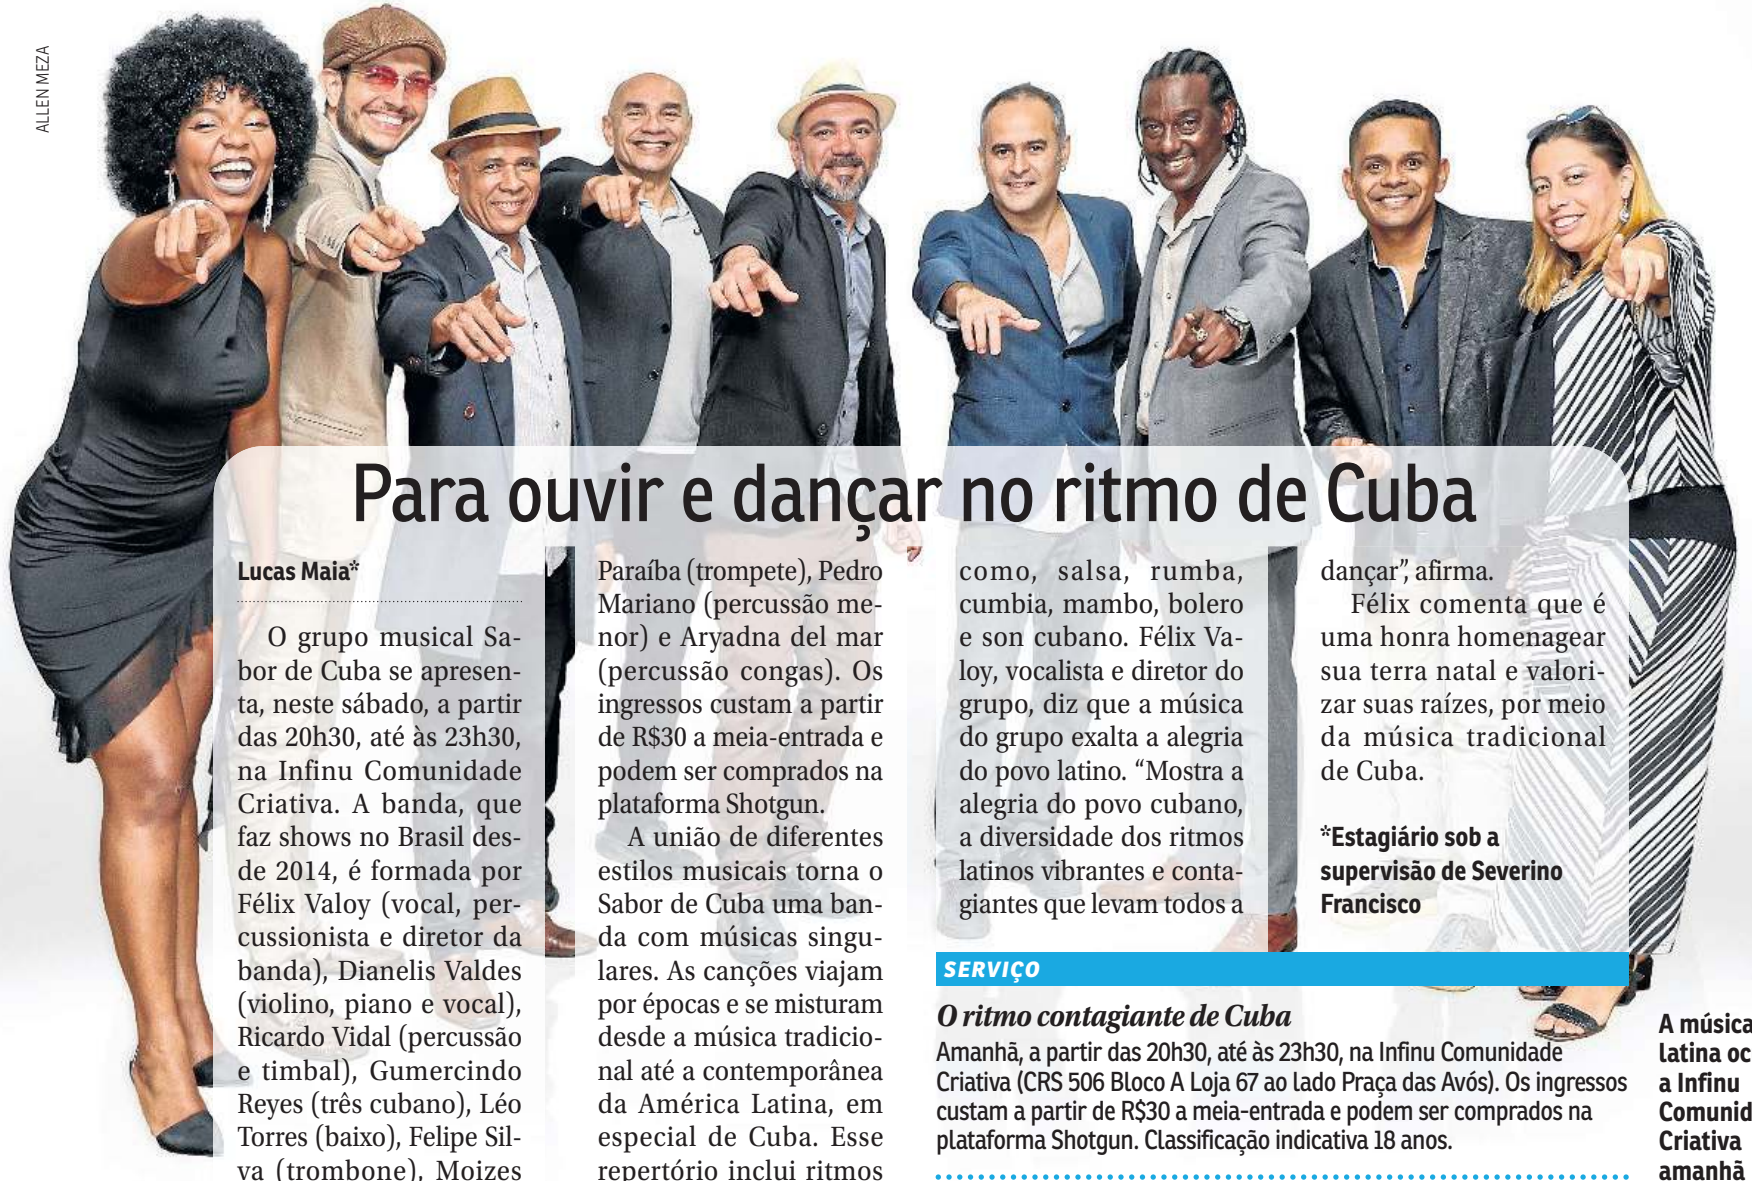 ALLEN MEZA
Para ouvir e dançar no ritmo de Cuba
Lucas Maia*
O grupo musical Sa-
bor de Cuba se apresen-
ta, neste sábado, a partir
das 20h30, até às 23h30,
na Infinu Comunidade
Criativa. A banda, que
faz shows no Brasil des-
de 2014, é formada por
Félix Valoy (vocal, per-
cussionista e diretor da
banda), Dianelis Valdes
(violino, piano e vocal),
Ricardo Vidal (percussão
e timbal), Gumercindo
Reyes (três cubano), Léo
Torres (baixo), Felipe Sil-
va (trombone), Moizes
Paraíba (trompete), Pedro
Mariano (percussão me-
nor) e Aryadna del mar
(percussão congas). Os
ingressos custam a partir
de R$30 a meia-entrada e
podem ser comprados na
plataforma Shotgun.
A união de diferentes
estilos musicais torna o
Sabor de Cuba uma ban-
da com músicas singu-
lares. As canções viajam
por épocas e se misturam
desde a música tradicio-
nal até a contemporânea
da América Latina, em
especial de Cuba. Esse
repertório inclui ritmos
como, salsa, rumba,
cumbia, mambo, bolero
e son cubano. Félix Va-
loy, vocalista e diretor do
grupo, diz que a música
do grupo exalta a alegria
do povo latino. “Mostra a
alegria do povo cubano,
a diversidade dos ritmos
latinos vibrantes e conta-
giantes que levam todos a
dançar”, afirma.
Félix comenta que é
uma honra homenagear
sua terra natal e valori-
zar suas raízes, por meio
da música tradicional
de Cuba.
*Estagiário sob a
supervisão de Severino
Francisco
SERVIÇO
O ritmo contagiante de Cuba
Amanhã, a partir das 20h30, até às 23h30, na Infinu Comunidade
Criativa (CRS 506 Bloco A Loja 67 ao lado Praça das Avós). Os ingressos
custam a partir de R$30 a meia-entrada e podem ser comprados na
plataforma Shotgun. Classificação indicativa 18 anos.
A música
latina oc
a Infinu
Comunid
Criativa
amanhã